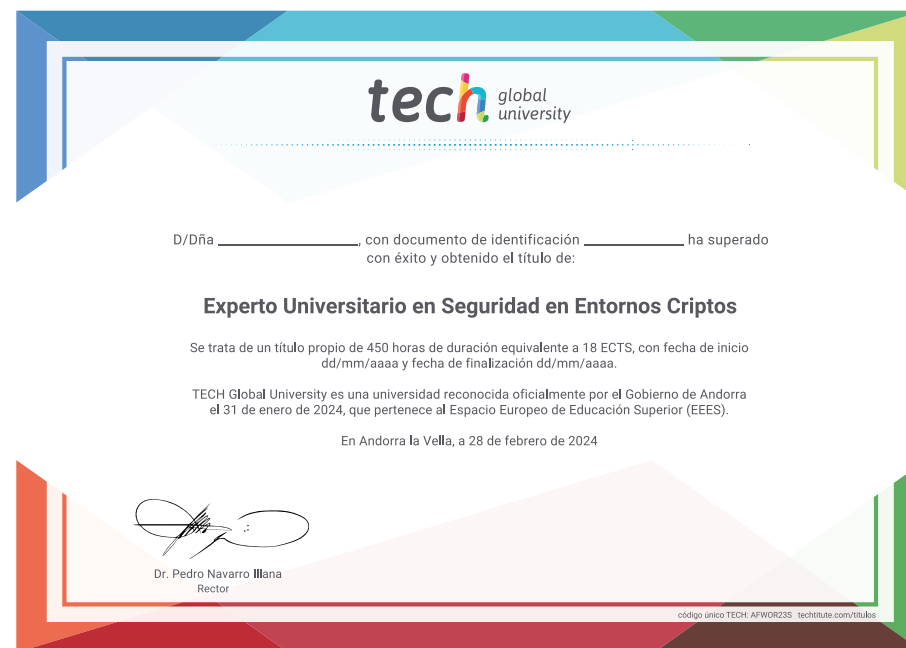 tech global university
D/Dña ____________________, con documento de identificación ______________ ha superado
con éxito y obtenido el título de:
Experto Universitario en Seguridad en Entornos Criptos
Se trata de un título propio de 450 horas de duración equivalente a 18 ECTS, con fecha de inicio
dd/mm/aaaa y fecha de finalización dd/mm/aaaa.
TECH Global University es una universidad reconocida oficialmente por el Gobierno de Andorra
el 31 de enero de 2024, que pertenece al Espacio Europeo de Educación Superior (EEES).
En Andorra la Vella, a 28 de febrero de 2024
Dr. Pedro Navarro Illana
Rector
código único TECH: AFWOR23S techtitute.com/titulos